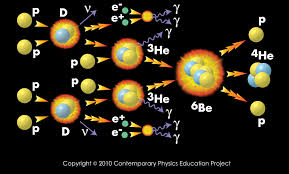 p D ν e- γ p
e+ γ
p 3He 4He
p 3He 6Be
e+ γ
p D ν e- γ p
Copyright © 2010 Contemporary Physics Education Project